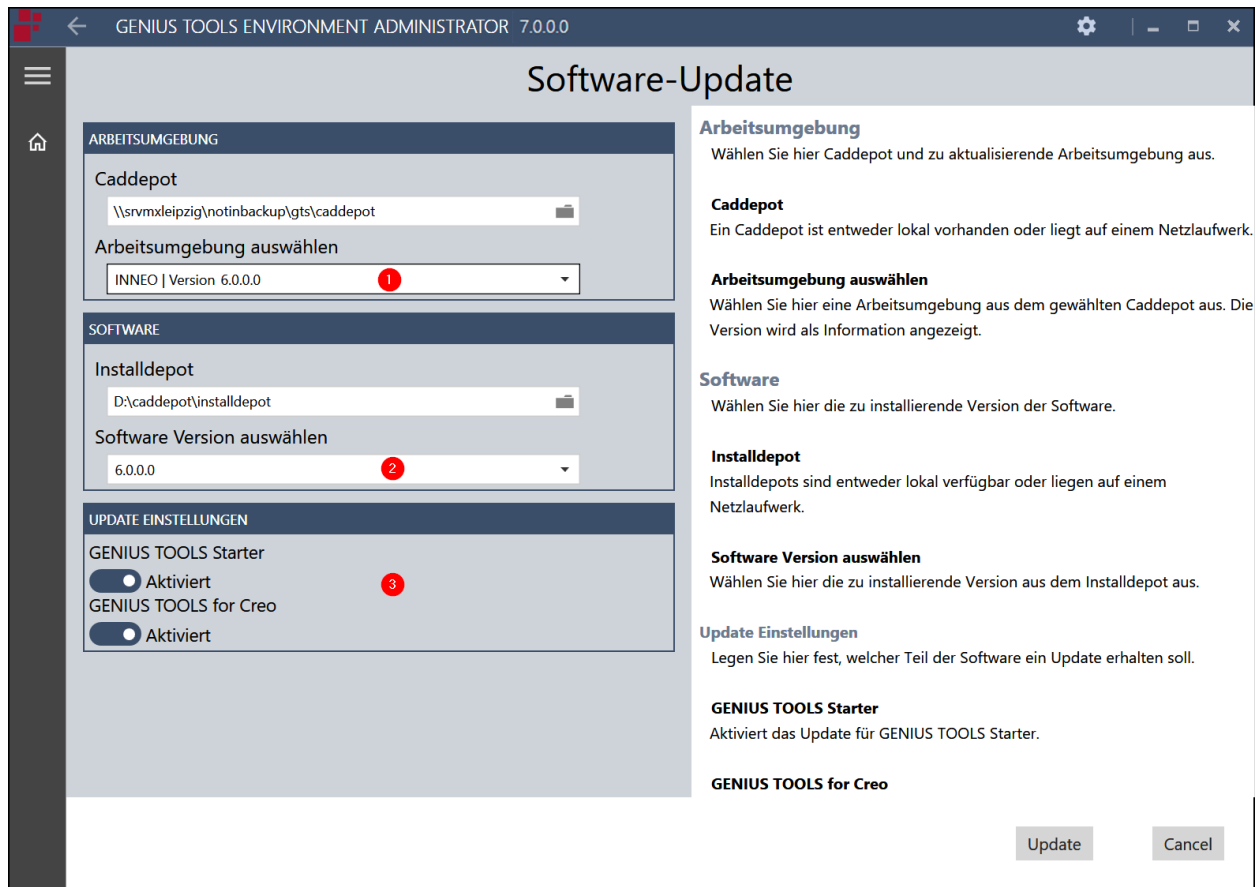 GENIUS TOOLS ENVIRONMENT ADMINISTRATOR 7.0.0.0
Software-Update
ARBEITSUMGEBUNG
Caddepot
\\srvmxleipzig\notinbackup\gts\caddepot
Arbeitsumgebung auswählen
INNEO | Version 6.0.0.0
1
SOFTWARE
Installdepot
D:\caddepot\installdepot
Software Version auswählen
6.0.0.0
2
UPDATE EINSTELLUNGEN
GENIUS TOOLS Starter
Aktiviert
3
GENIUS TOOLS for Creo
Aktiviert
Arbeitsumgebung
Wählen Sie hier Caddepot und zu aktualisierende Arbeitsumgebung aus.
Caddepot
Ein Caddepot ist entweder lokal vorhanden oder liegt auf einem Netzlaufwerk.
Arbeitsumgebung auswählen
Wählen Sie hier eine Arbeitsumgebung aus dem gewählten Caddepot aus. Die
Version wird als Information angezeigt.
Software
Wählen Sie hier die zu installierende Version der Software.
Installdepot
Installdepots sind entweder lokal verfügbar oder liegen auf einem
Netzlaufwerk.
Software Version auswählen
Wählen Sie hier die zu installierende Version aus dem Installdepot aus.
Update Einstellungen
Legen Sie hier fest, welcher Teil der Software ein Update erhalten soll.
GENIUS TOOLS Starter
Aktiviert das Update für GENIUS TOOLS Starter.
GENIUS TOOLS for Creo
Update
Cancel